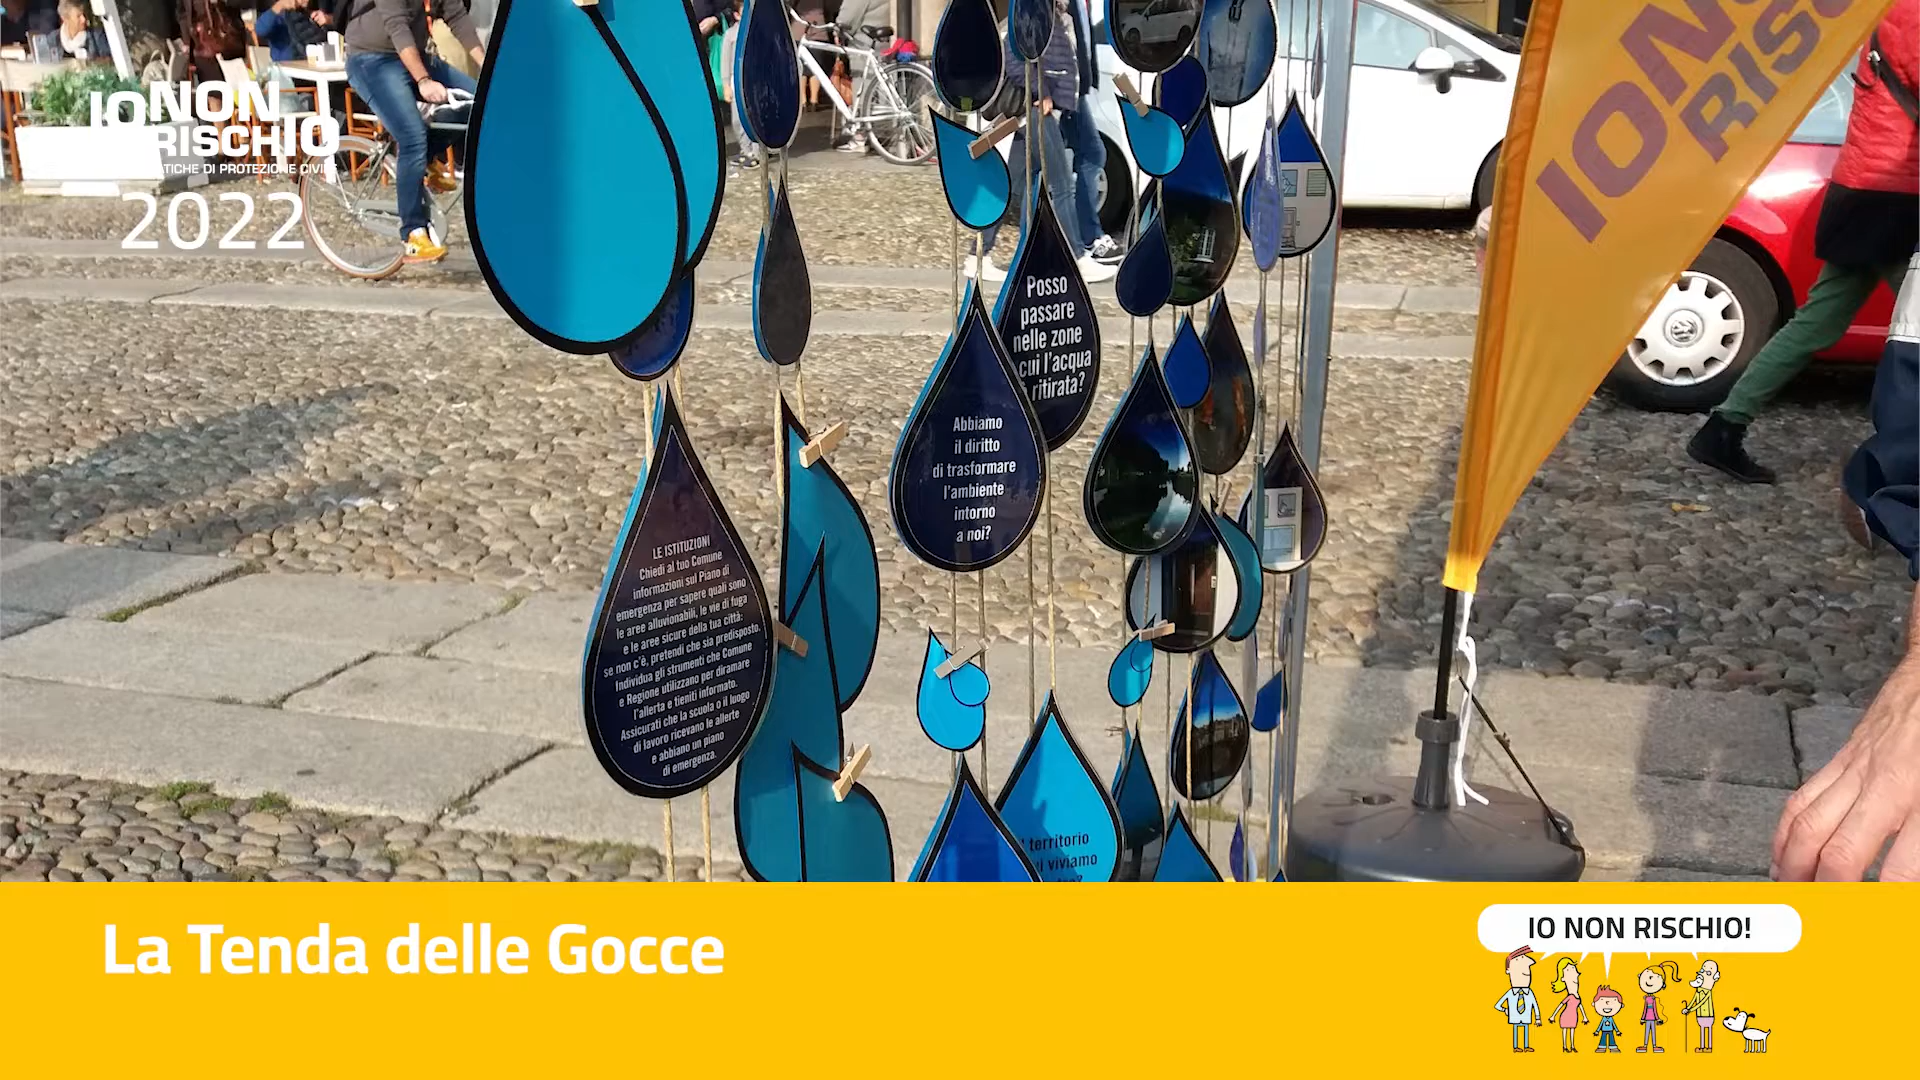 IO NON
RISCHIO
2022
IO NON
Posso
passare
nelle zone
cui l'acqua
ritirata?
Abbiamo
il diritto
di trasformare
l'ambiente
intorno
a noi?
LE ISTITUZIONI
Chiedi al tuo Comune
informazioni sul Piano di
emergenza per sapere quali sono
le aree alluvionabili, le vie di fuga
e le aree sicure della tua città;
se non c'è, pretendi che sia predisposto.
Individua gli strumenti che Comune
e Regione utilizzano per diramare
l'allerta e tieniti informato.
Assicurati che la scuola o il luogo
di lavoro ricevano le allerte
e abbiano un piano
di emergenza.
territorio
viviamo
La Tenda delle Gocce
IO NON RISCHIO!